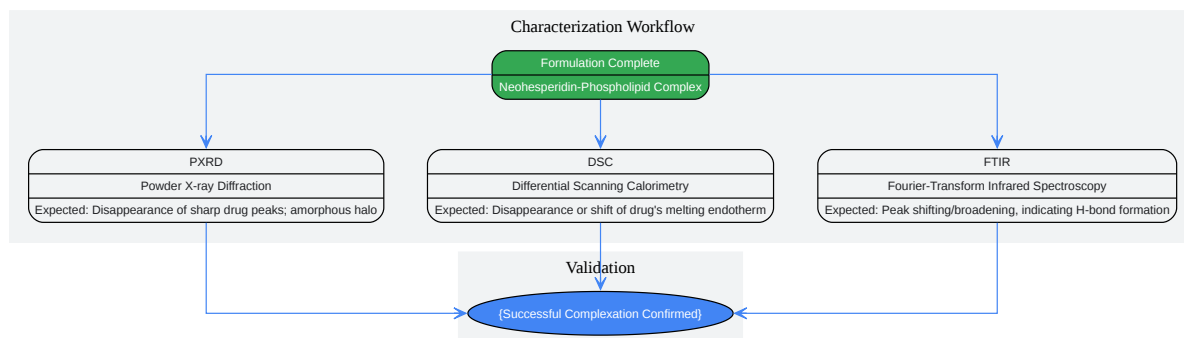 Characterization Workflow
Formulation Complete
Neohesperidin-Phospholipid Complex
PXRD
Powder X-ray Diffraction
Expected: Disappearance of sharp drug peaks; amorphous halo
DSC
Differential Scanning Calorimetry
Expected: Disappearance or shift of drug's melting endotherm
FTIR
Fourier-Transform Infrared Spectroscopy
Expected: Peak shifting/broadening, indicating H-bond formation
Validation
{Successful Complexation Confirmed}